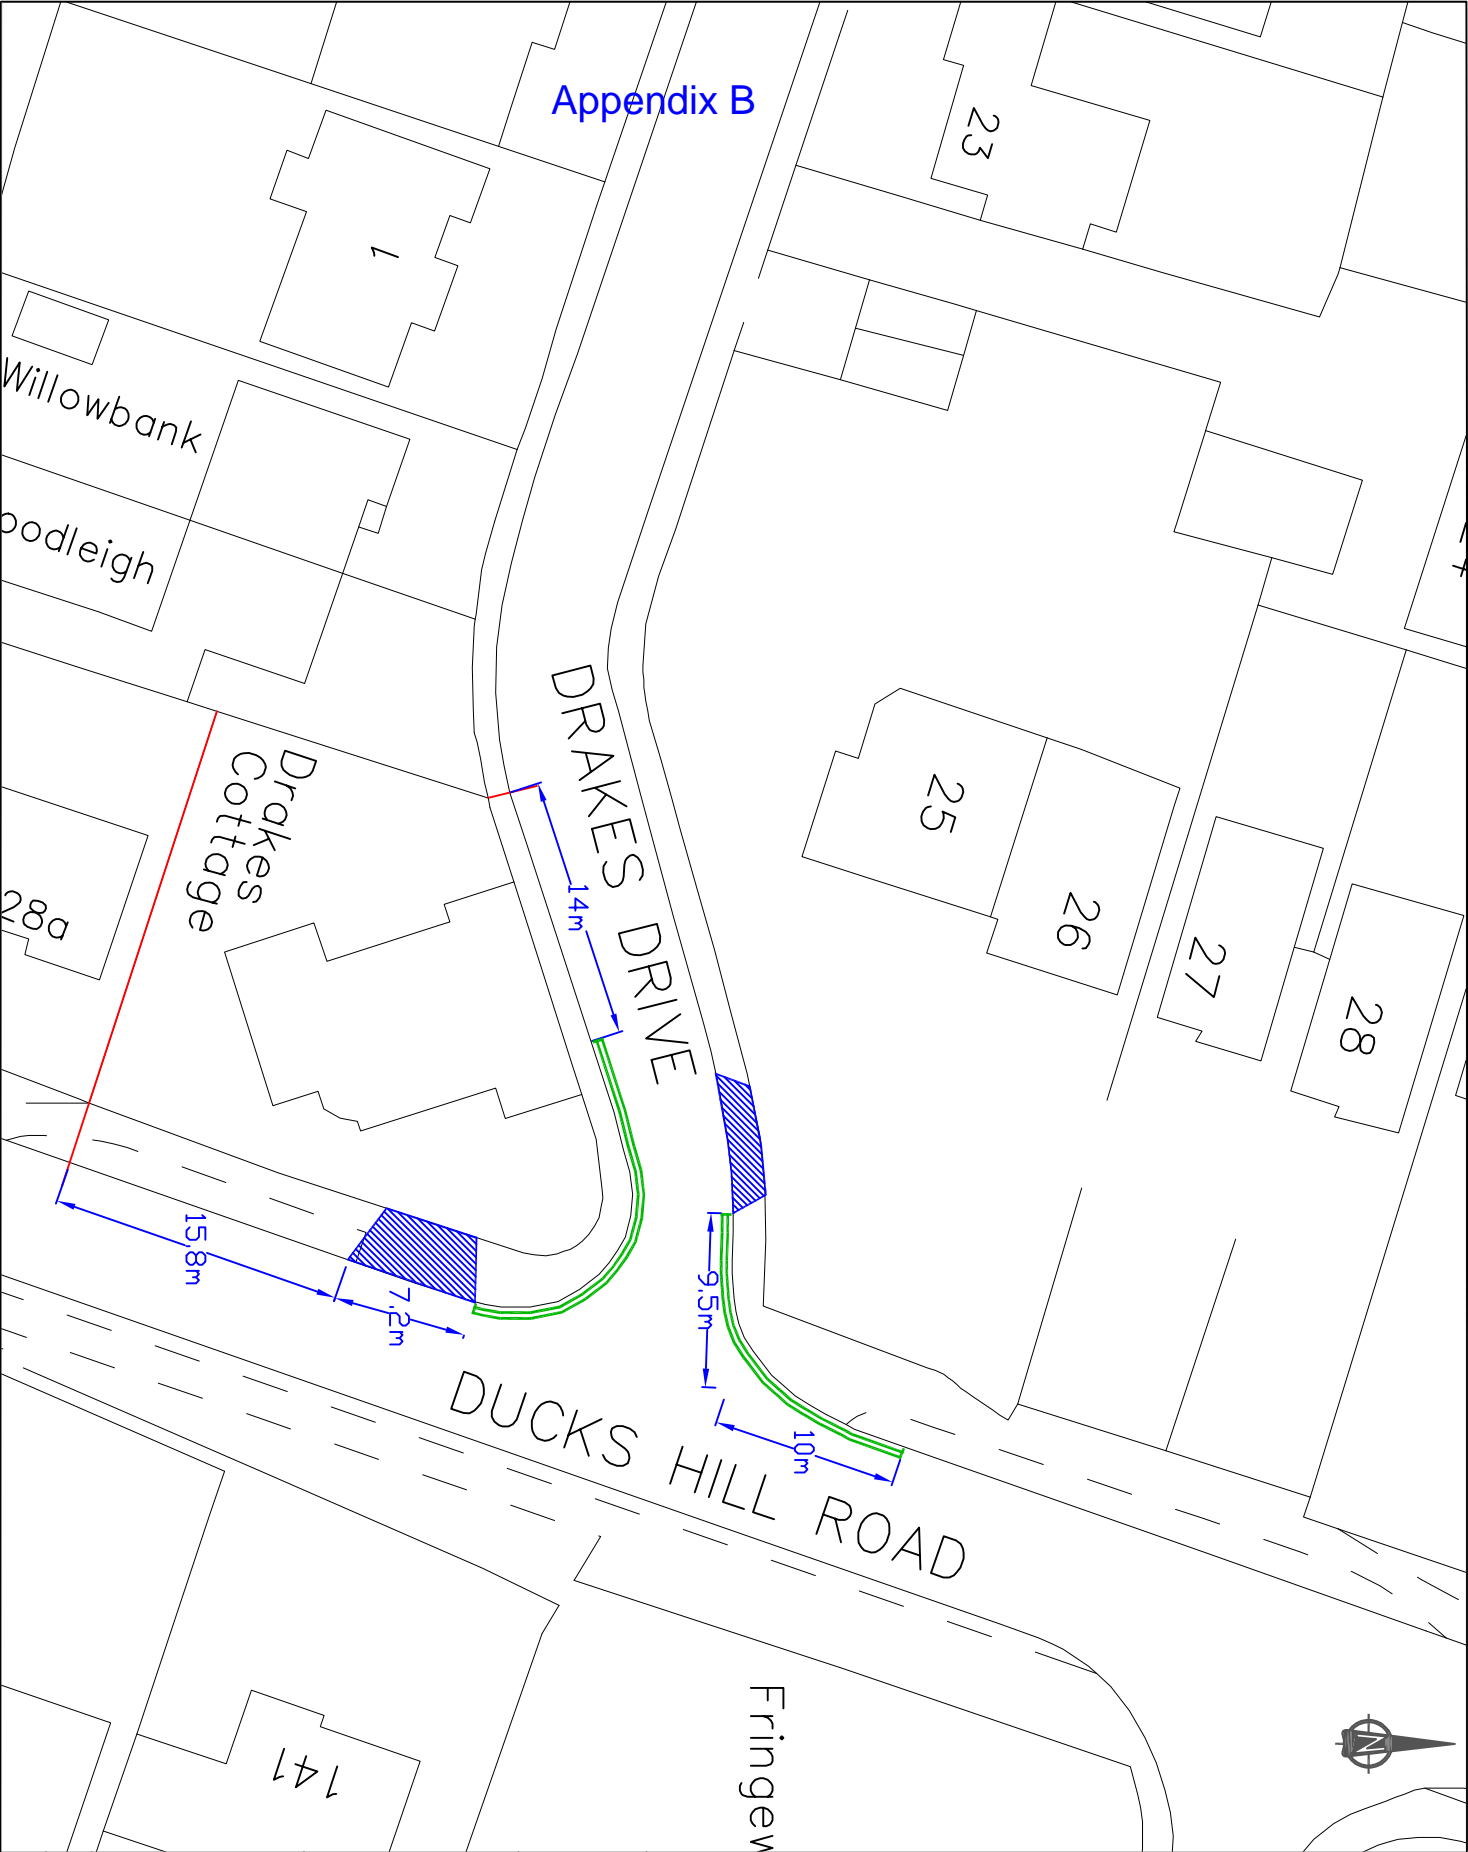 Appendix B
23
1
Willowbank
oodleigh
DRAKES DRIVE
Drakes
Cottage
25
26
27
28
28a
14m
15.8m
7.2m
9.5m
10m
DUCKS HILL ROAD
141
Fringew
N